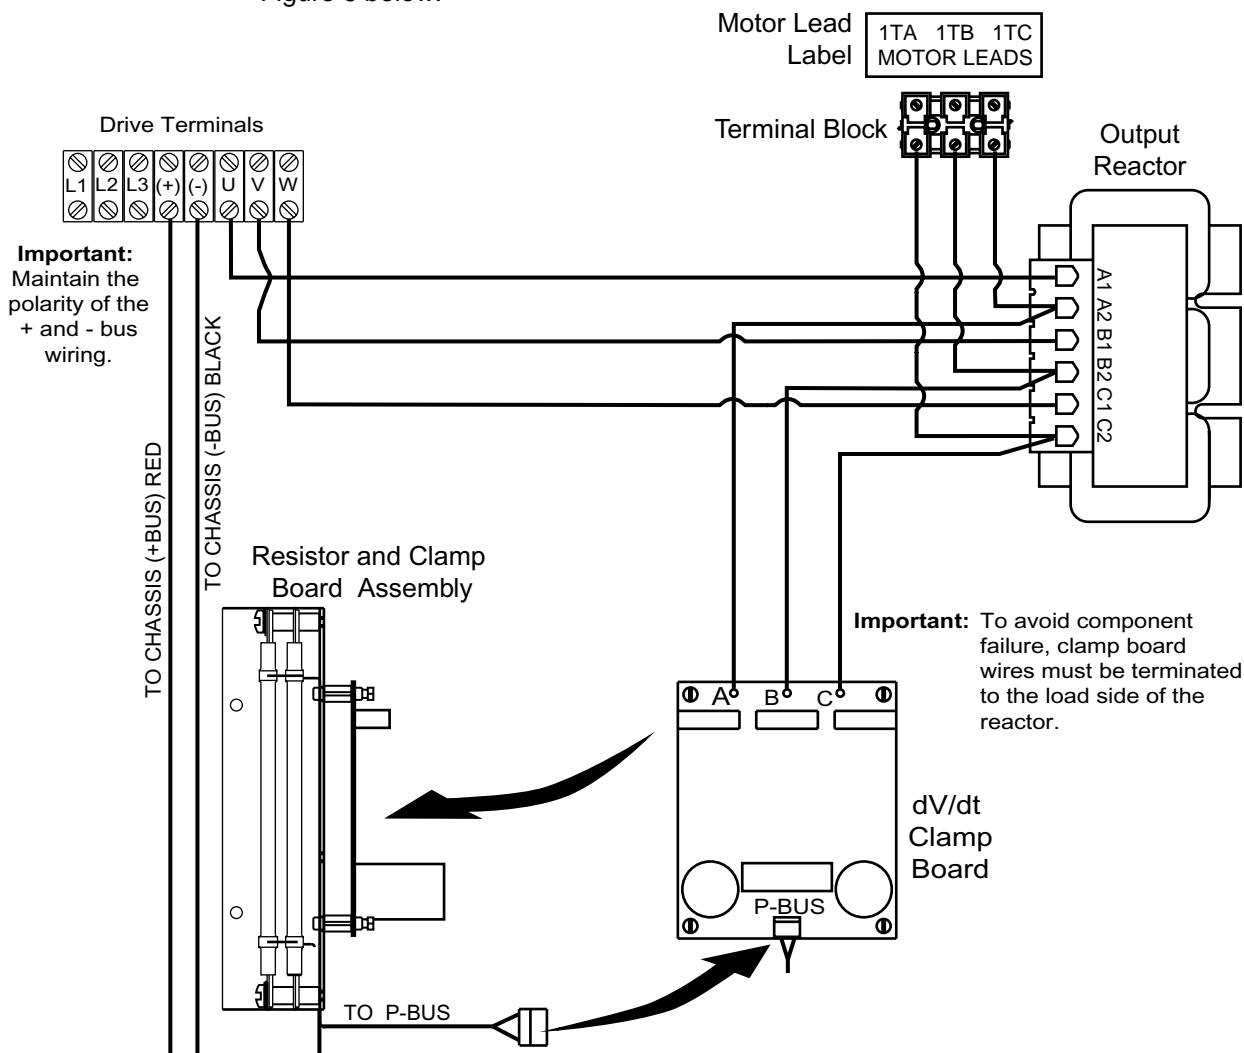 Motor Lead
Label
1TA 1TB 1TC
MOTOR LEADS
Drive Terminals
Terminal Block
Output
Reactor
L1 L2 L3 (+) (-) U V W
Important:
Maintain the
polarity of the
+ and - bus
wiring.
A1 A2 B1 B2 C1 C2
TO CHASSIS (+BUS) RED
TO CHASSIS (-BUS) BLACK
Resistor and Clamp
Board Assembly
Important: To avoid component
failure, clamp board
wires must be terminated
to the load side of the
reactor.
A B C
dV/dt
Clamp
Board
P-BUS
TO P-BUS